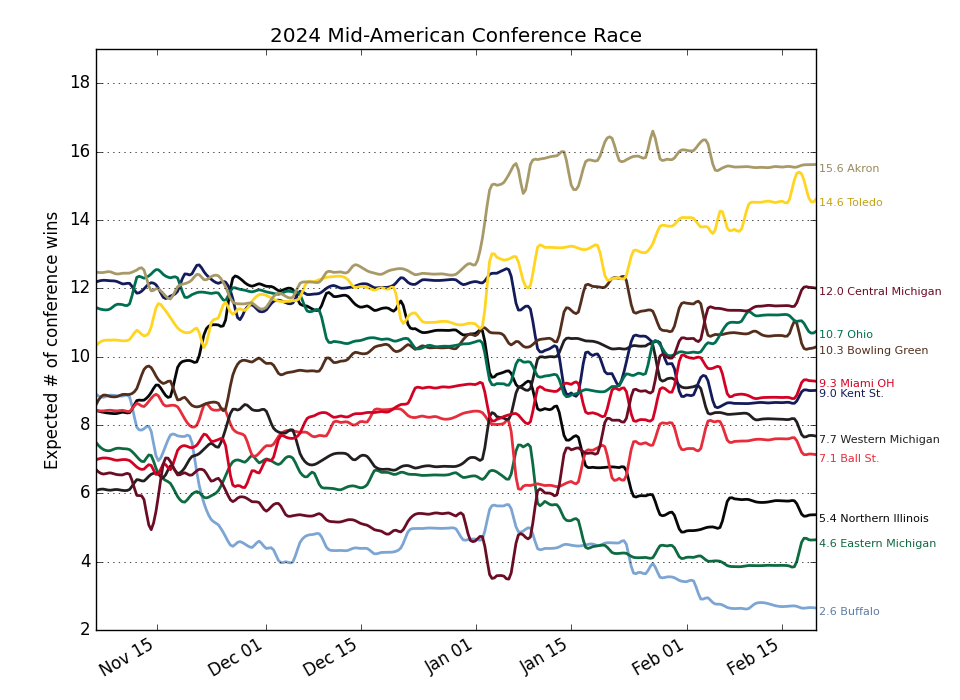 2024 Mid-American Conference Race
Expected # of conference wins
18
16
14
12
10
8
6
4
2
Nov 15
Dec 01
Dec 15
Jan 01
Jan 15
Feb 01
Feb 15
15.6 Akron
14.6 Toledo
12.0 Central Michigan
10.7 Ohio
10.3 Bowling Green
9.3 Miami OH
9.0 Kent St.
7.7 Western Michigan
7.1 Ball St.
5.4 Northern Illinois
4.6 Eastern Michigan
2.6 Buffalo